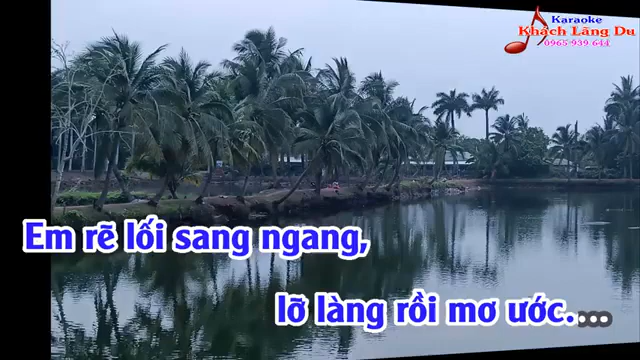 Karaoke
Khách Lãng Du
0965 939 644
Em rẽ lối sang ngang,
lỡ làng rồi mơ ước....